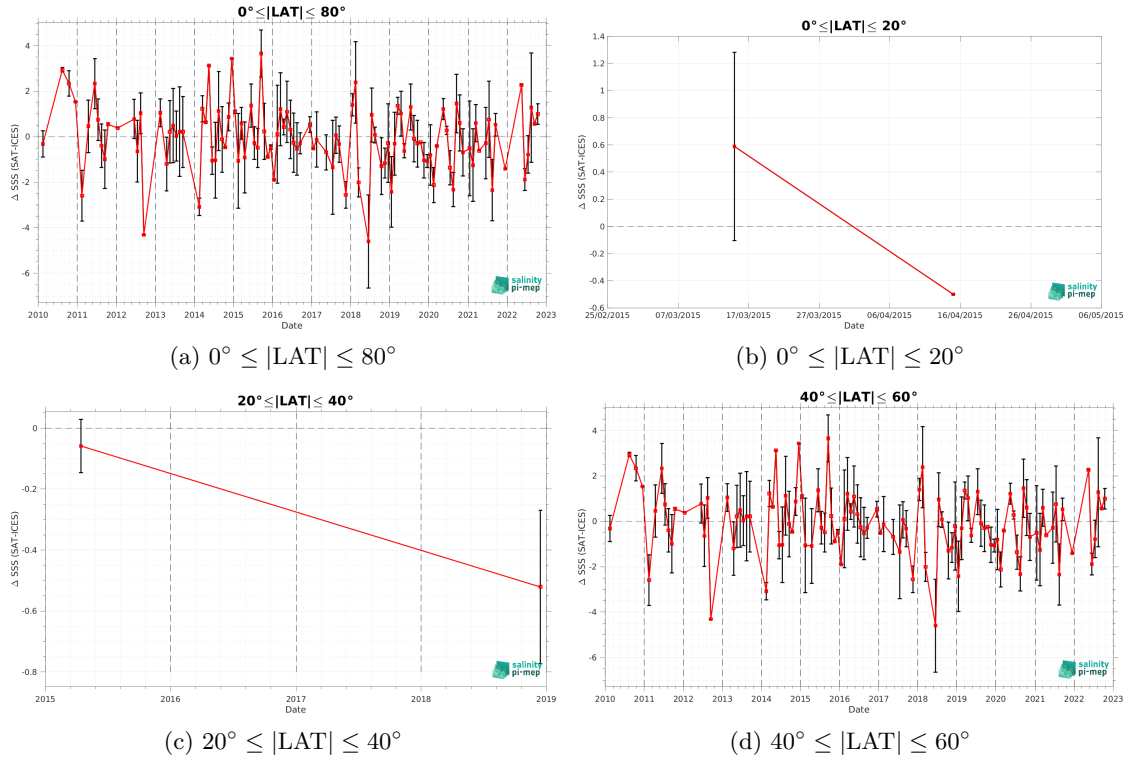 0°≤|LAT|≤ 80°
Δ SSS (SAT-ICES)
4
2
0
-2
-4
-6
2010 2011 2012 2013 2014 2015 2016 2017 2018 2019 2020 2021 2022 2023
Date
salinity
pi-mep
(a) 0° ≤ |LAT| ≤ 80°
0°≤|LAT|≤ 20°
Δ SSS (SAT-ICES)
1.4
1.2
1
0.8
0.6
0.4
0.2
0
-0.2
-0.4
-0.6
25/02/2015 07/03/2015 17/03/2015 27/03/2015 06/04/2015 16/04/2015 26/04/2015 06/05/2015
Date
salinity
pi-mep
(b) 0° ≤ |LAT| ≤ 20°
20°≤|LAT|≤ 40°
Δ SSS (SAT-ICES)
0
-0.2
-0.4
-0.6
-0.8
2015 2016 2017 2018 2019
Date
salinity
pi-mep
(c) 20° ≤ |LAT| ≤ 40°
40°≤|LAT|≤ 60°
Δ SSS (SAT-ICES)
4
2
0
-2
-4
-6
2010 2011 2012 2013 2014 2015 2016 2017 2018 2019 2020 2021 2022 2023
Date
salinity
pi-mep
(d) 40° ≤ |LAT| ≤ 60°